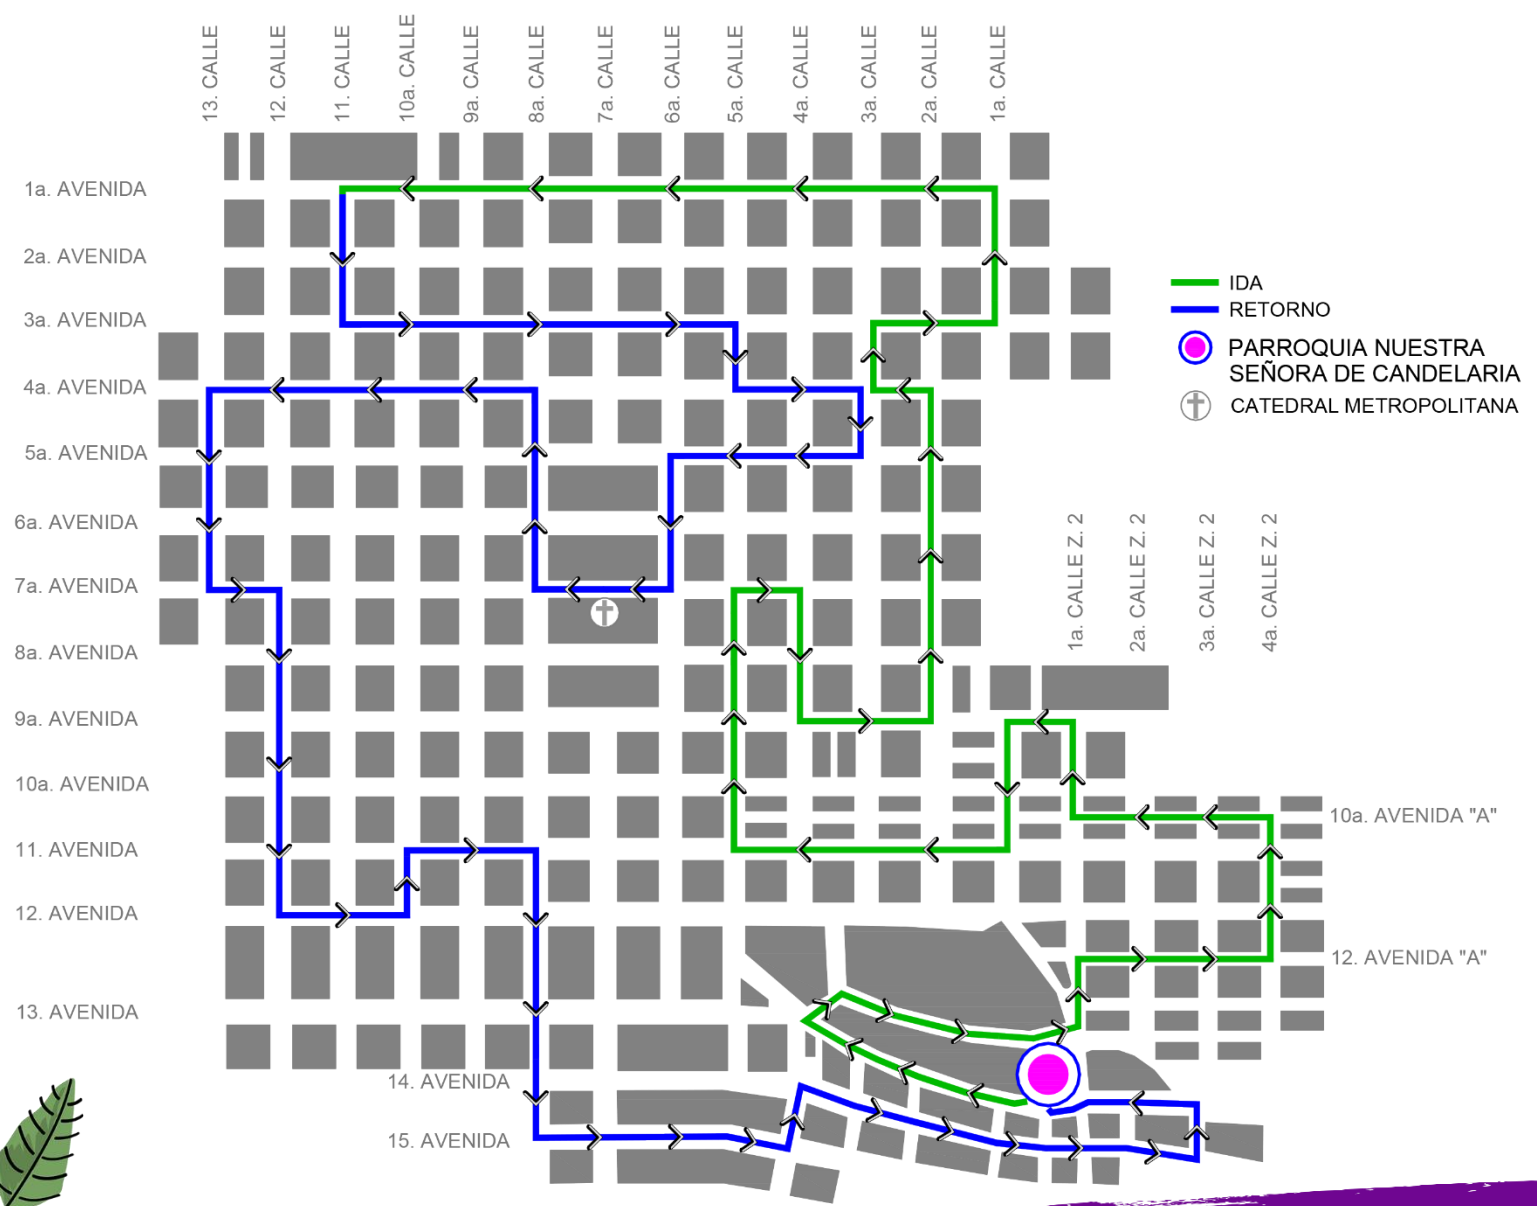 13. CALLE
12. CALLE
11. CALLE
10a. CALLE
9a. CALLE
8a. CALLE
7a. CALLE
6a. CALLE
5a. CALLE
4a. CALLE
3a. CALLE
2a. CALLE
1a. CALLE
1a. AVENIDA
2a. AVENIDA
3a. AVENIDA
4a. AVENIDA
5a. AVENIDA
6a. AVENIDA
7a. AVENIDA
8a. AVENIDA
9a. AVENIDA
10a. AVENIDA
11. AVENIDA
12. AVENIDA
13. AVENIDA
14. AVENIDA
15. AVENIDA
IDA
RETORNO
PARROQUIA NUESTRA
SEÑORA DE CANDELARIA
CATEDRAL METROPOLITANA
1a. CALLE Z. 2
2a. CALLE Z. 2
3a. CALLE Z. 2
4a. CALLE Z. 2
10a. AVENIDA "A"
12. AVENIDA "A"